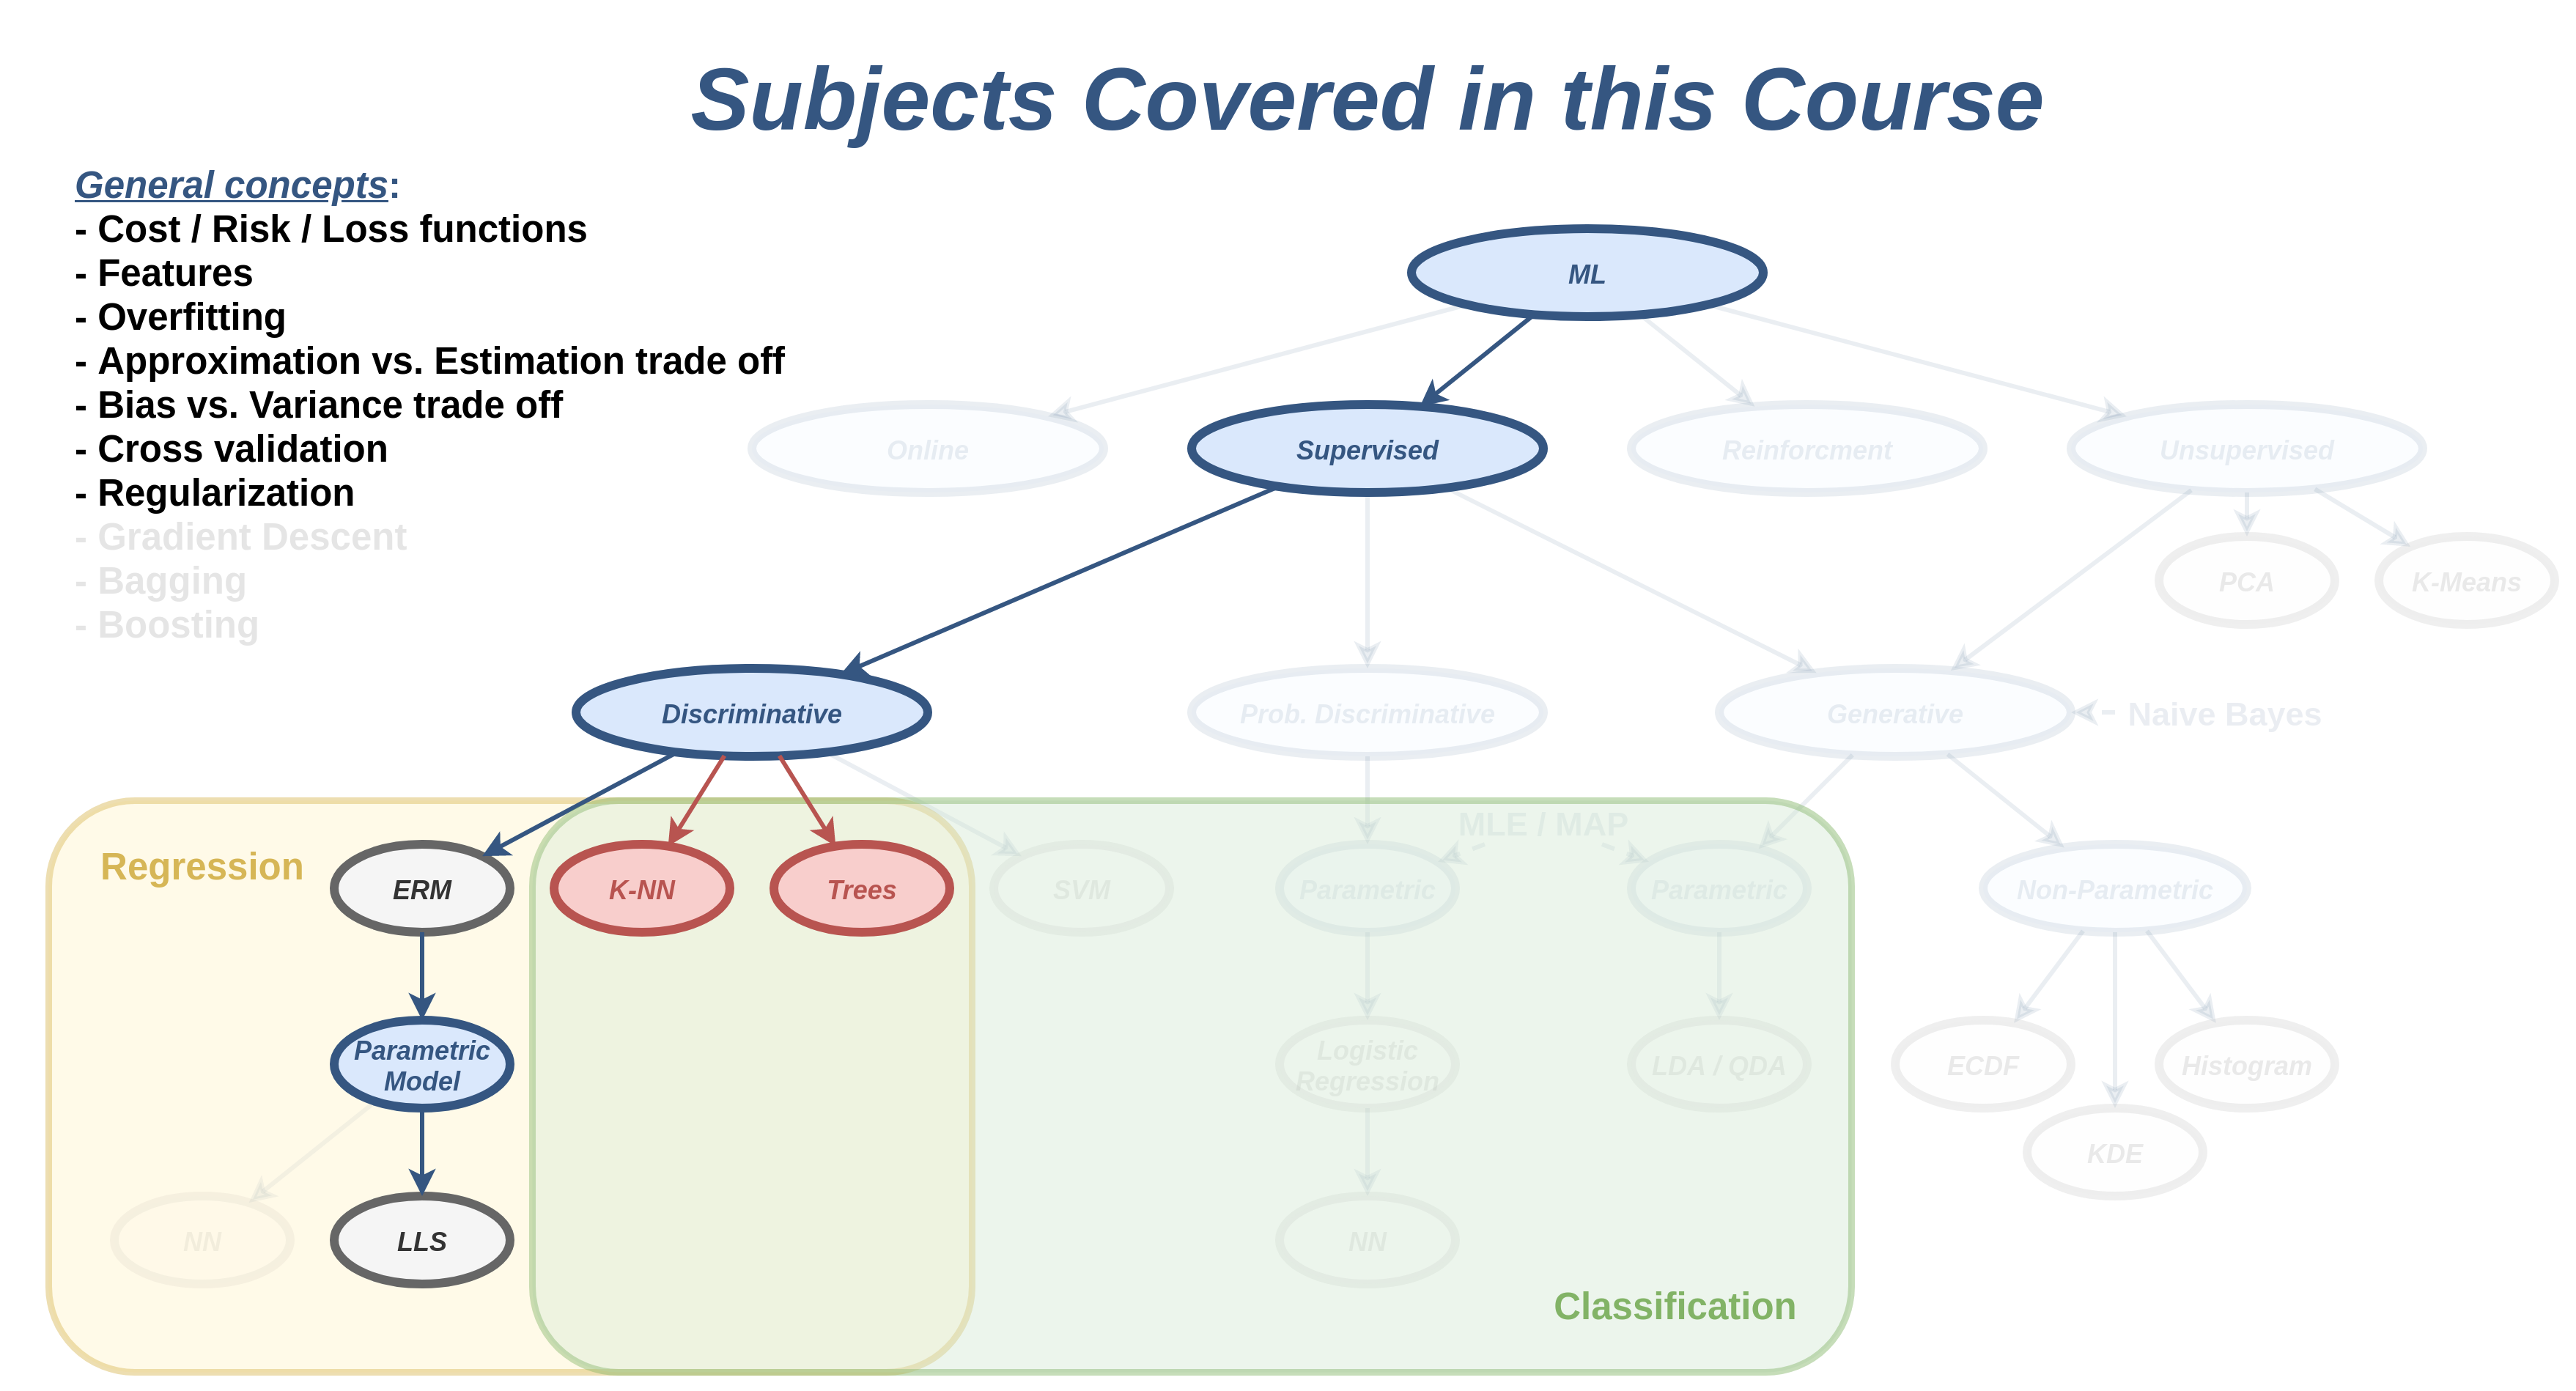 Subjects Covered in this Course
General concepts:
- Cost / Risk / Loss functions
- Features
- Overfitting
- Approximation vs. Estimation trade off
- Bias vs. Variance trade off
- Cross validation
- Regularization
- Gradient Descent
- Bagging
- Boosting
ML
Online
Supervised
Reinforcment
Unsupervised
PCA
K-Means
Discriminative
Prob. Discriminative
Generative
Naive Bayes
MLE / MAP
Regression
ERM
K-NN
Trees
SVM
Parametric
Parametric
Non-Parametric
Parametric
Model
Logistic
Regression
LDA / QDA
ECDF
Histogram
KDE
NN
LLS
NN
Classification